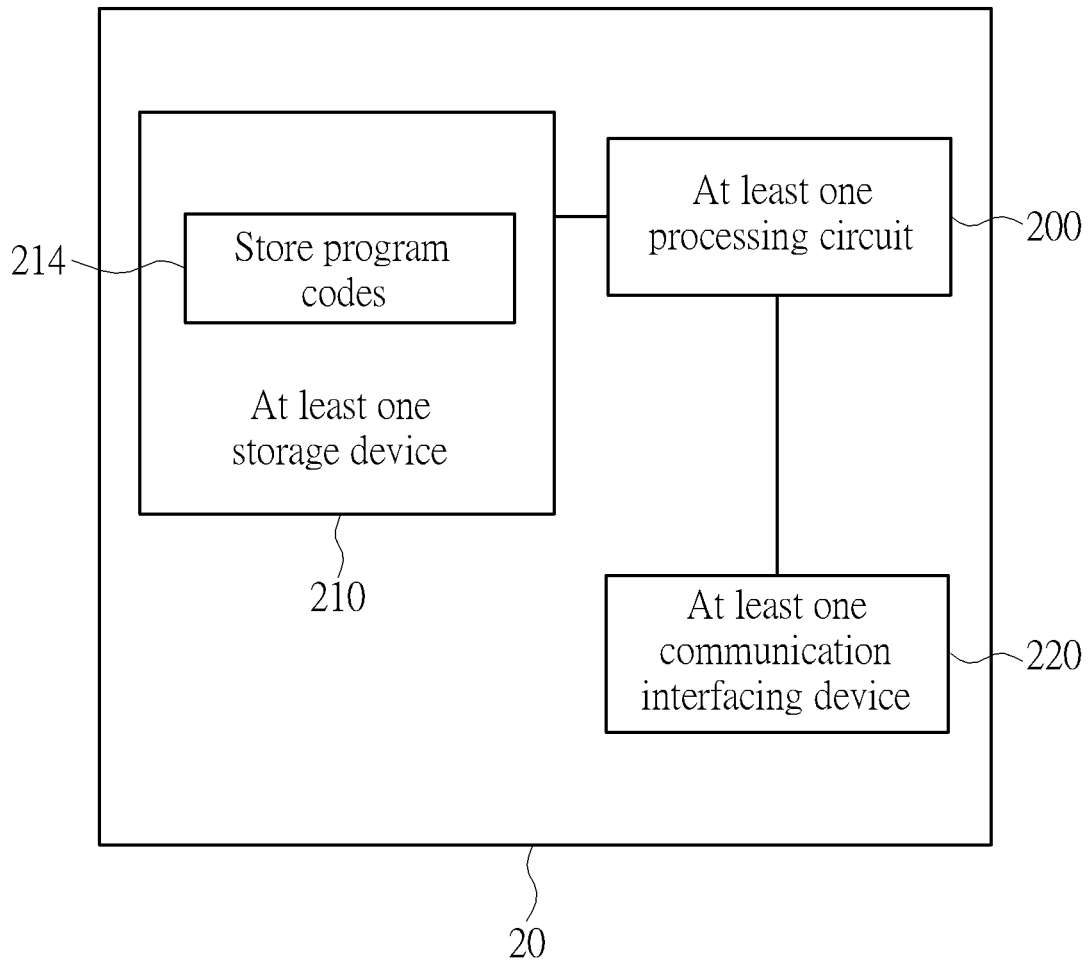 At least one
processing circuit
200
214
Store program
codes
At least one
storage device
210
At least one
communication
interfacing device
220
20